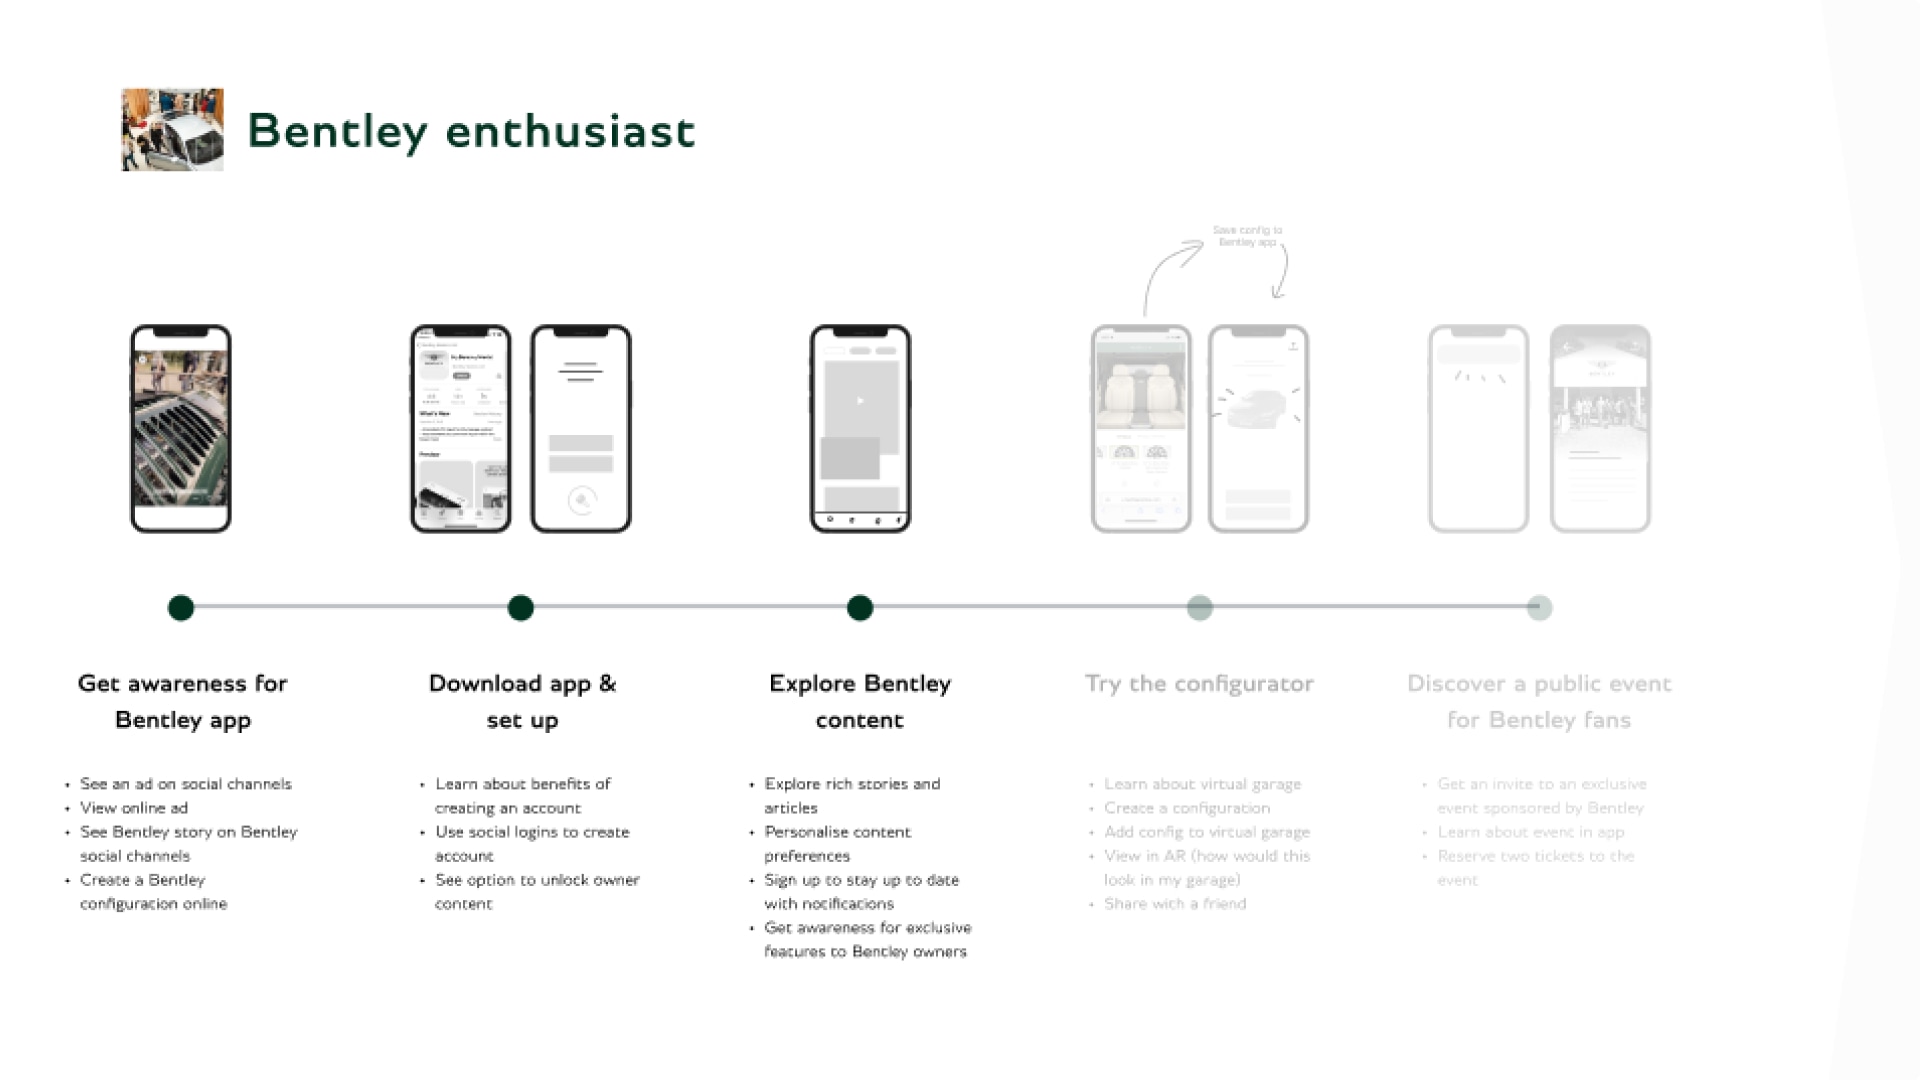 Bentley enthusiast
Save config to
Bentley app
What's New
Preview
Get awareness for
Bentley app
• See an ad on social channels
• View online ad
• See Bentley story on Bentley
social channels
• Create a Bentley
configuration online
Download app &
set up
• Learn about benefits of
creating an account
• Use social logins to create
account
• See option to unlock owner
content
Explore Bentley
content
• Explore rich stories and
articles
• Personalise content
preferences
• Sign up to stay up to date
with notifications
• Get awareness for exclusive
features to Bentley owners
Try the configurator
• Learn about virtual garage
• Create a configuration
• Add config to virtual garage
• View in AR (how would this
look in my garage)
• Share with a friend
Discover a public event
for Bentley fans
• Get an invite to an exclusive
event sponsored by Bentley
• Learn about event in app
• Reserve two tickets to the
event